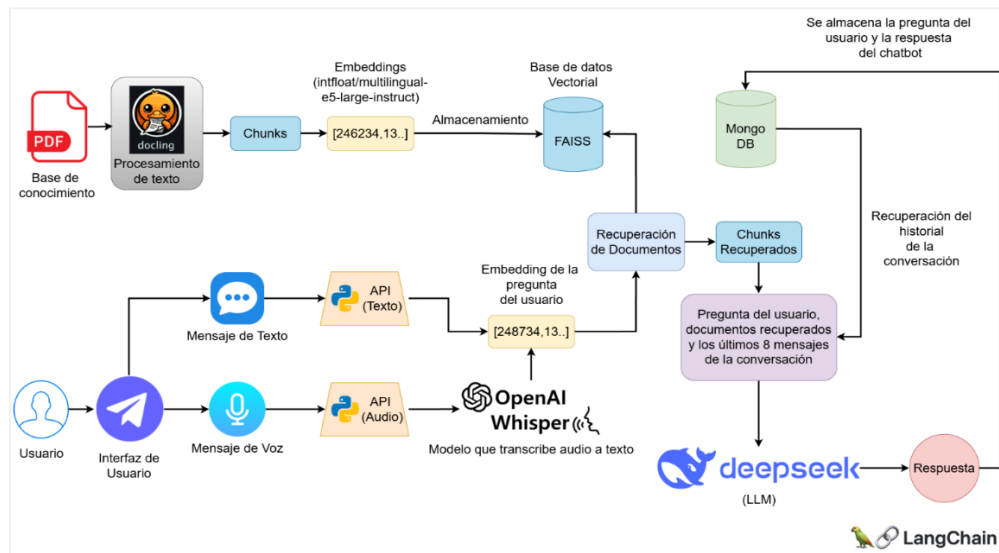 Se almacena la pregunta del
usuario y la respuesta
del chatbot
Embeddings
(intfloat/multilingual-
e5-large-instruct)
Base de datos
Vectorial
PDF
docling
Procesamiento
de texto
Chunks
[246234,13..]
Almacenamiento
FAISS
Mongo
DB
Base de
conocimiento
Recuperación del
historial
de la
conversación
Recuperación
de Documentos
Chunks
Recuperados
Embedding de la
pregunta
del usuario
API
(Texto)
Mensaje de Texto
[248734,13..]
Pregunta del usuario,
documentos recuperados
y los últimos 8 mensajes
de la conversación
API
(Audio)
OpenAI
Whisper
Usuario
Interfaz de
Usuario
Mensaje de Voz
Modelo que transcribe audio a texto
deepseek
(LLM)
Respuesta
LangChain